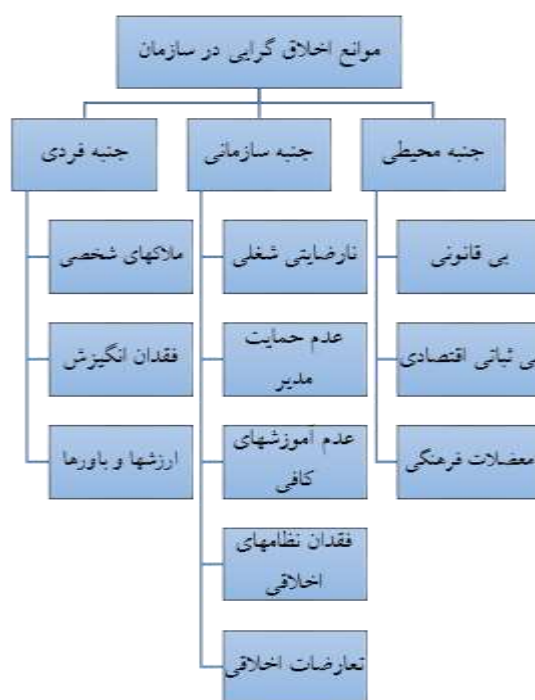 موانع اخلاق گرایی در سازمان
جنبه محیطی
بی قانونی
بی ثباتی اقتصادی
معضلات فرهنگی
جنبه سازمانی
نارضایتی شغلی
عدم حمایت
مدیر
عدم آموزشهای
کافی
فقدان نظامهای
اخلاقی
تعارضات اخلاقی
جنبه فردی
ملاکهای شخصی
فقدان انگیزش
ارزشها و باورها